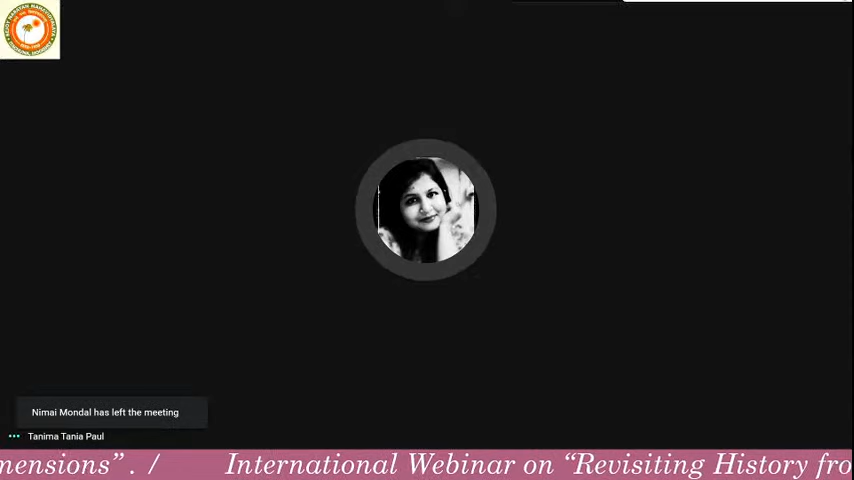 Nimai Mondal has left the meeting
Tanima Tania Paul
mensions” . / International Webinar on “Revisiting History fro